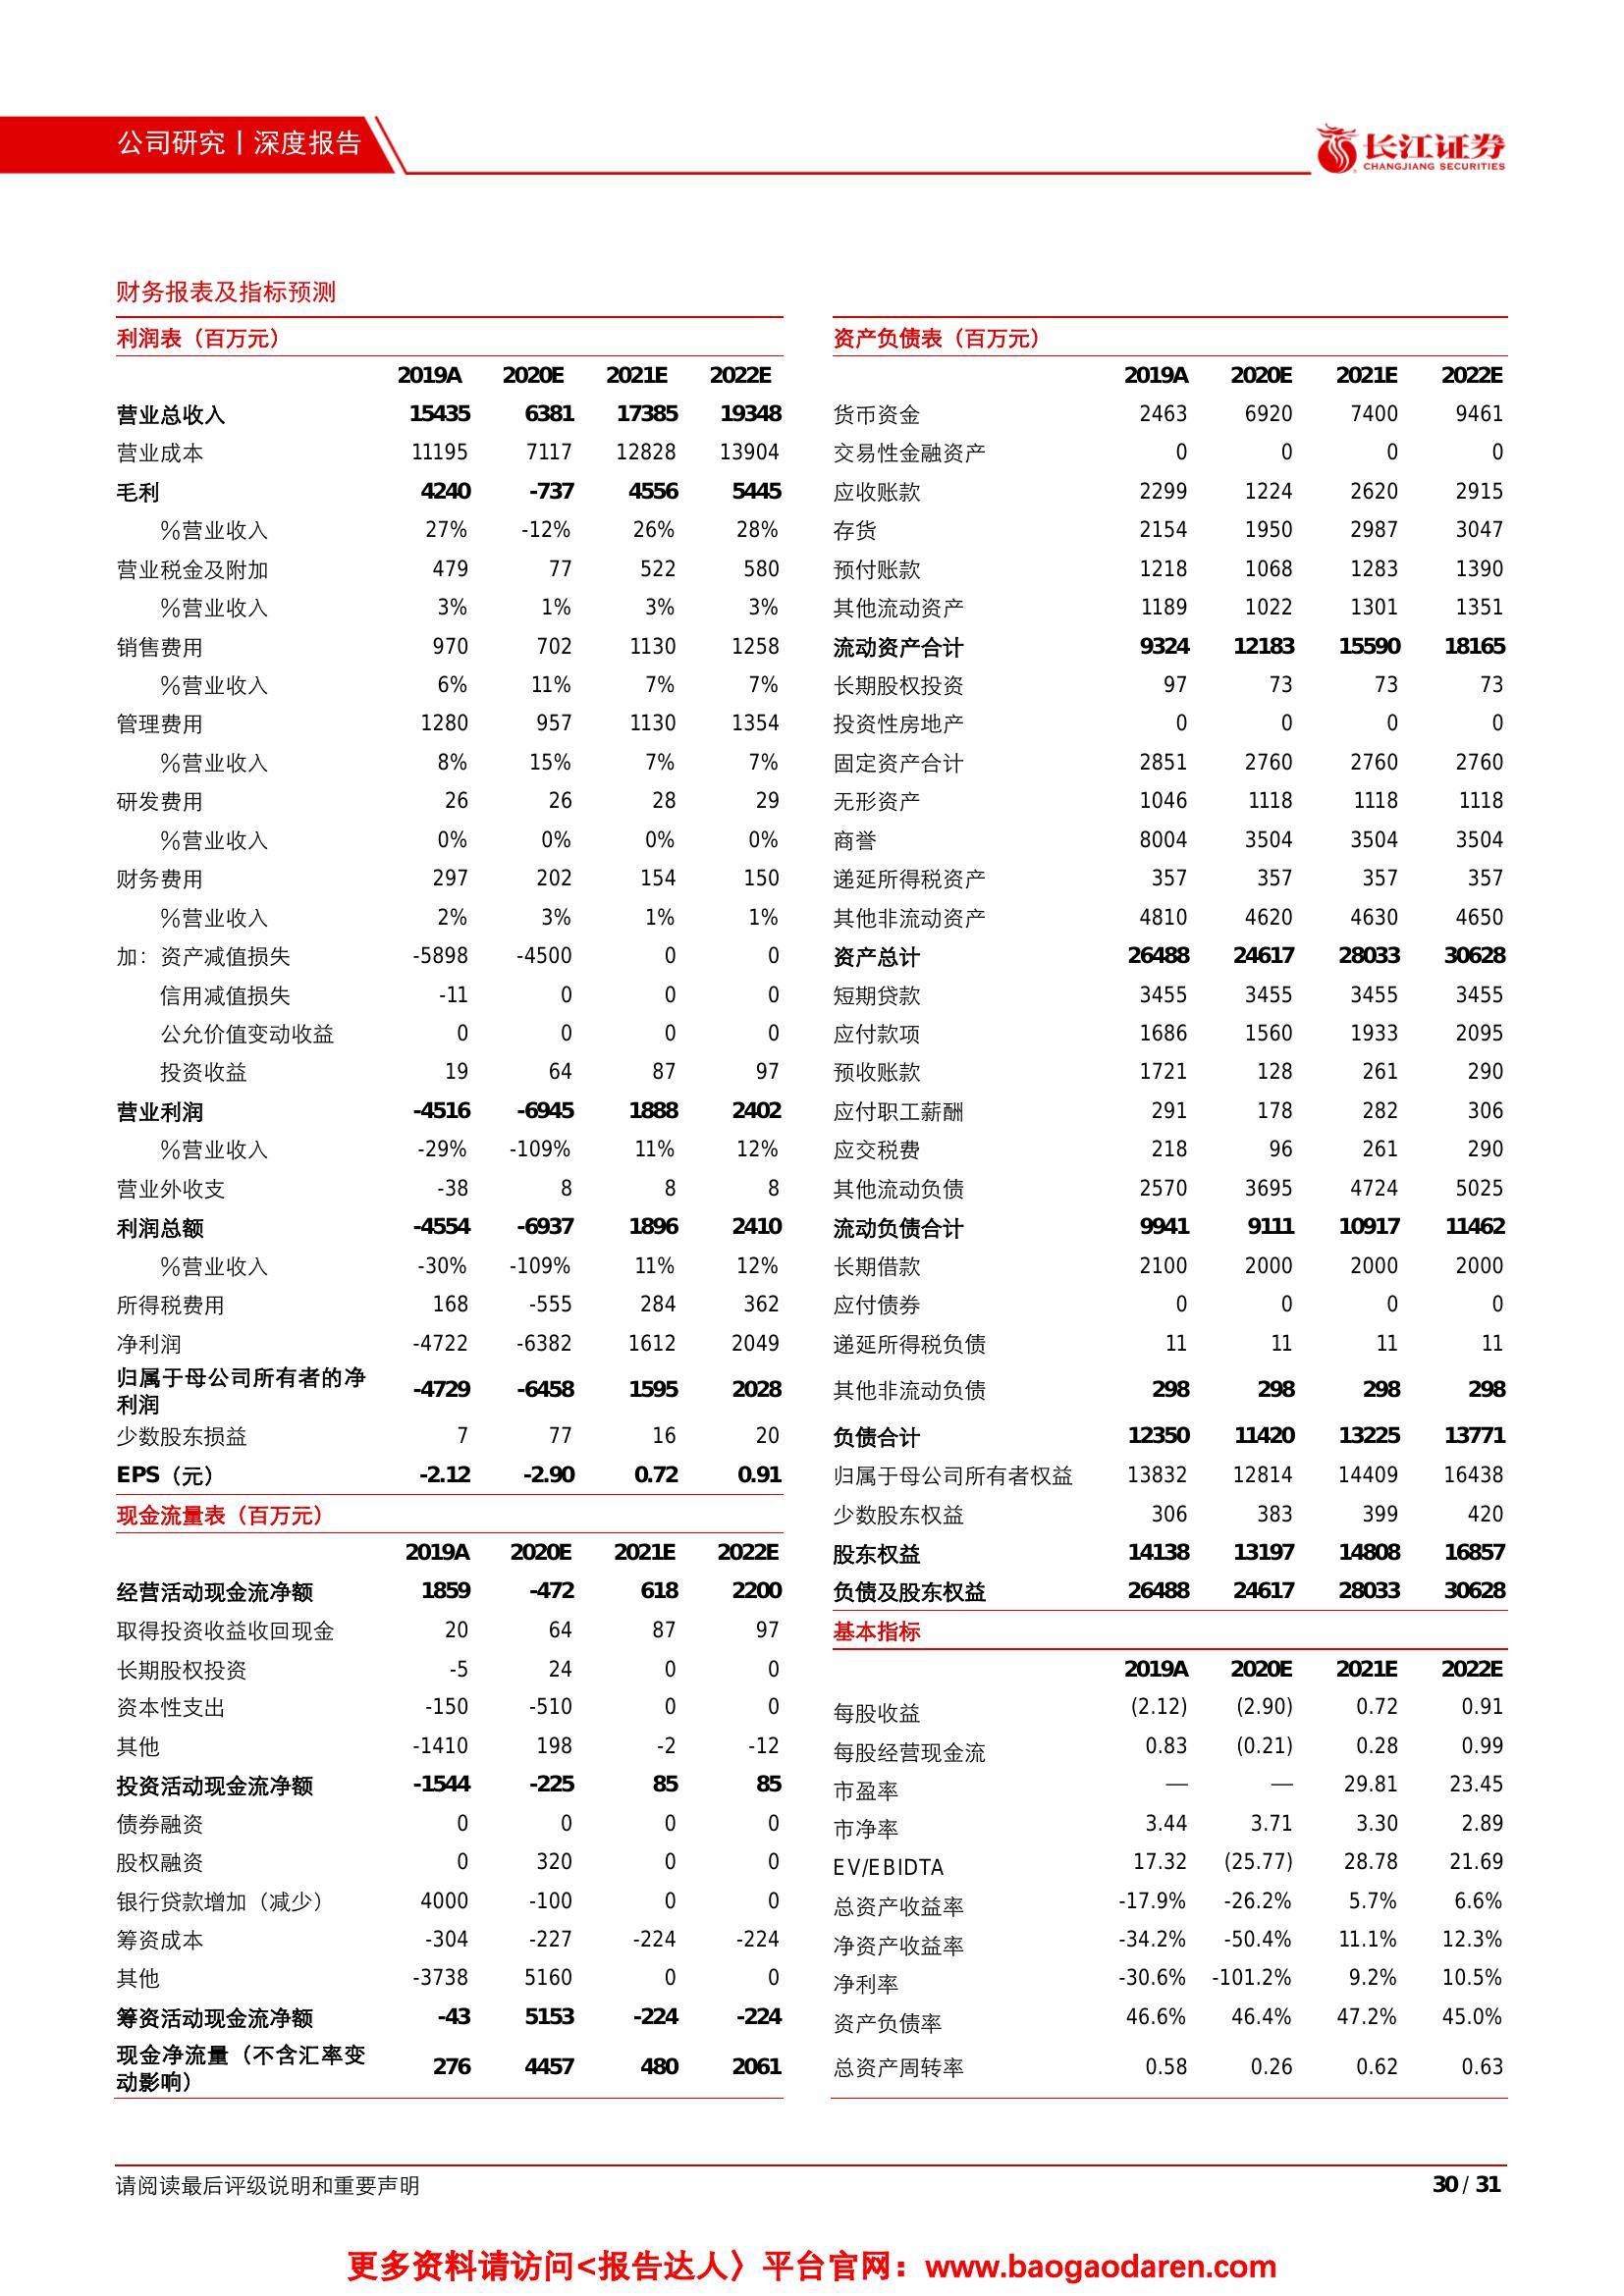 公司研究丨深度报告
长江证券
CHANGJIANG SECURITIES
财务报表及指标预测
利润表（百万元）
2019A 2020E 2021E 2022E
营业总收入 15435 6381 17385 19348
营业成本 11195 7117 12828 13904
毛利 4240 -737 4556 5445
%营业收入 27% -12% 26% 28%
营业税金及附加 479 77 522 580
%营业收入 3% 1% 3% 3%
销售费用 970 702 1130 1258
%营业收入 6% 11% 7% 7%
管理费用 1280 957 1130 1354
%营业收入 8% 15% 7% 7%
研发费用 26 26 28 29
%营业收入 0% 0% 0% 0%
财务费用 297 202 154 150
%营业收入 2% 3% 1% 1%
加：资产减值损失 -5898 -4500 0 0
信用减值损失 -11 0 0 0
公允价值变动收益 0 0 0 0
投资收益 19 64 87 97
营业利润 -4516 -6945 1888 2402
%营业收入 -29% -109% 11% 12%
营业外收支 -38 8 8 8
利润总额 -4554 -6937 1896 2410
%营业收入 -30% -109% 11% 12%
所得税费用 168 -555 284 362
净利润 -4722 -6382 1612 2049
归属于母公司所有者的净
利润 -4729 -6458 1595 2028
少数股东损益 7 77 16 20
EPS（元） -2.12 -2.90 0.72 0.91
现金流量表（百万元）
2019A 2020E 2021E 2022E
经营活动现金流净额 1859 -472 618 2200
取得投资收益收回现金 20 64 87 97
长期股权投资 -5 24 0 0
资本性支出 -150 -510 0 0
其他 -1410 198 -2 -12
投资活动现金流净额 -1544 -225 85 85
债券融资 0 0 0 0
股权融资 0 320 0 0
银行贷款增加（减少） 4000 -100 0 0
筹资成本 -304 -227 -224 -224
其他 -3738 5160 0 0
筹资活动现金流净额 -43 5153 -224 -224
现金净流量（不含汇率变
动影响） 276 4457 480 2061
资产负债表（百万元）
2019A 2020E 2021E 2022E
货币资金 2463 6920 7400 9461
交易性金融资产 0 0 0 0
应收账款 2299 1224 2620 2915
存货 2154 1950 2987 3047
预付账款 1218 1068 1283 1390
其他流动资产 1189 1022 1301 1351
流动资产合计 9324 12183 15590 18165
长期股权投资 97 73 73 73
投资性房地产 0 0 0 0
固定资产合计 2851 2760 2760 2760
无形资产 1046 1118 1118 1118
商誉 8004 3504 3504 3504
递延所得税资产 357 357 357 357
其他非流动资产 4810 4620 4630 4650
资产总计 26488 24617 28033 30628
短期贷款 3455 3455 3455 3455
应付款项 1686 1560 1933 2095
预收账款 1721 128 261 290
应付职工薪酬 291 178 282 306
应交税费 218 96 261 290
其他流动负债 2570 3695 4724 5025
流动负债合计 9941 9111 10917 11462
长期借款 2100 2000 2000 2000
应付债券 0 0 0 0
递延所得税负债 11 11 11 11
其他非流动负债 298 298 298 298
负债合计 12350 11420 13225 13771
归属于母公司所有者权益 13832 12814 14409 16438
少数股东权益 306 383 399 420
股东权益 14138 13197 14808 16857
负债及股东权益 26488 24617 28033 30628
基本指标
2019A 2020E 2021E 2022E
每股收益 (2.12) (2.90) 0.72 0.91
每股经营现金流 0.83 (0.21) 0.28 0.99
市盈率 — — 29.81 23.45
市净率 3.44 3.71 3.30 2.89
EV/EBIDTA 17.32 (25.77) 28.78 21.69
总资产收益率 -17.9% -26.2% 5.7% 6.6%
净资产收益率 -34.2% -50.4% 11.1% 12.3%
净利率 -30.6% -101.2% 9.2% 10.5%
资产负债率 46.6% 46.4% 47.2% 45.0%
总资产周转率 0.58 0.26 0.62 0.63
请阅读最后评级说明和重要声明
30 / 31
更多资料请访问<报告达人〉平台官网：www.baogaodaren.com